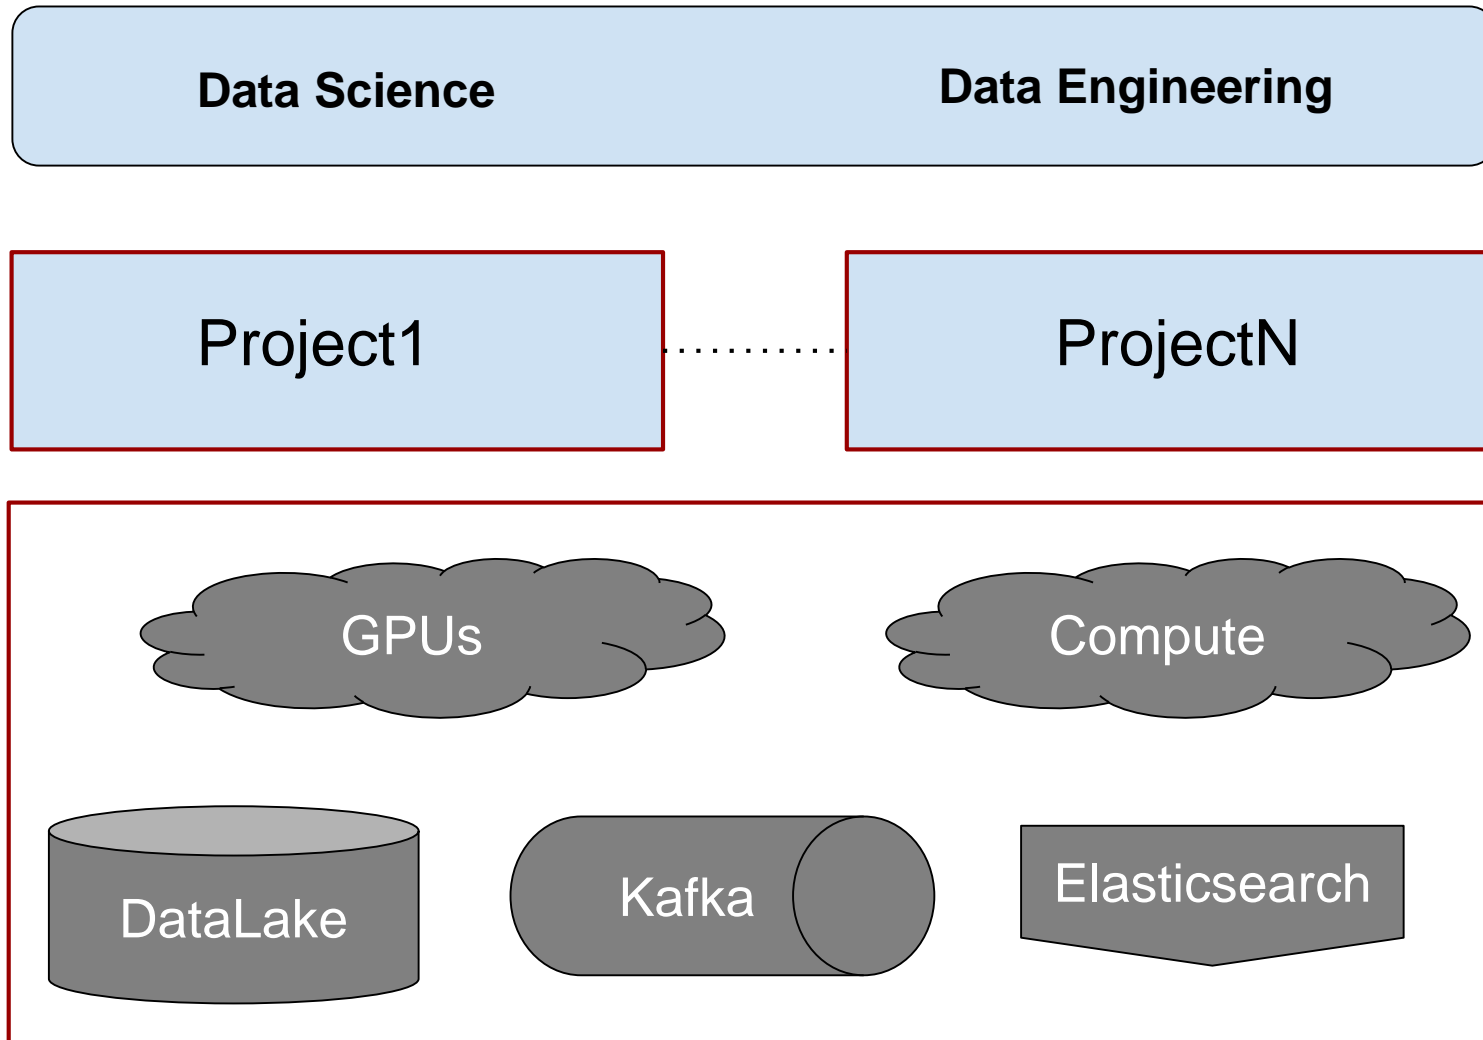 Data Science
Data Engineering
Project1
ProjectN
GPUs
Compute
DataLake
Kafka
Elasticsearch